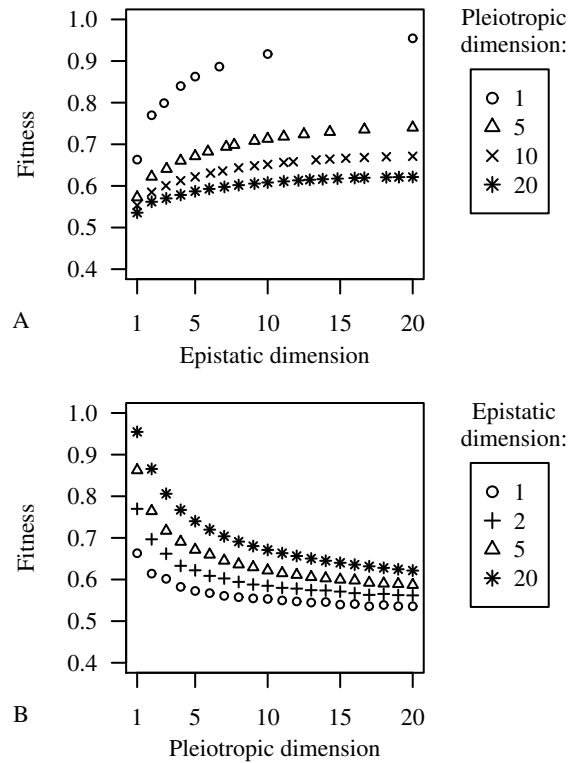 1.0
0.9
0.8
0.7
0.6
0.5
0.4
Fitness
1 5 10 15 20
Epistatic dimension
A
Pleiotropic
dimension:
1
5
10
20
1.0
0.9
0.8
0.7
0.6
0.5
0.4
Fitness
1 5 10 15 20
Pleiotropic dimension
B
Epistatic
dimension:
1
2
5
20